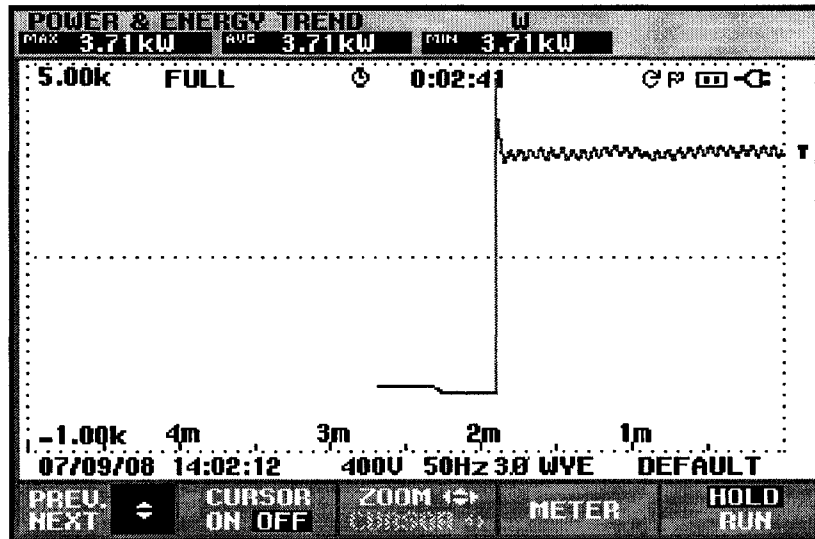 POWER & ENERGY TREND W
MAX 3.71kW AVG 3.71kW MIN 3.71kW
5.00k FULL 0:02:41
T
-1.00k 4m 3m 2m 1m
07/09/08 14:02:12 400V 50Hz 3Ø WYE DEFAULT
PREV. CURSOR ZOOM METER HOLD
NEXT ON OFF CURSOR RUN